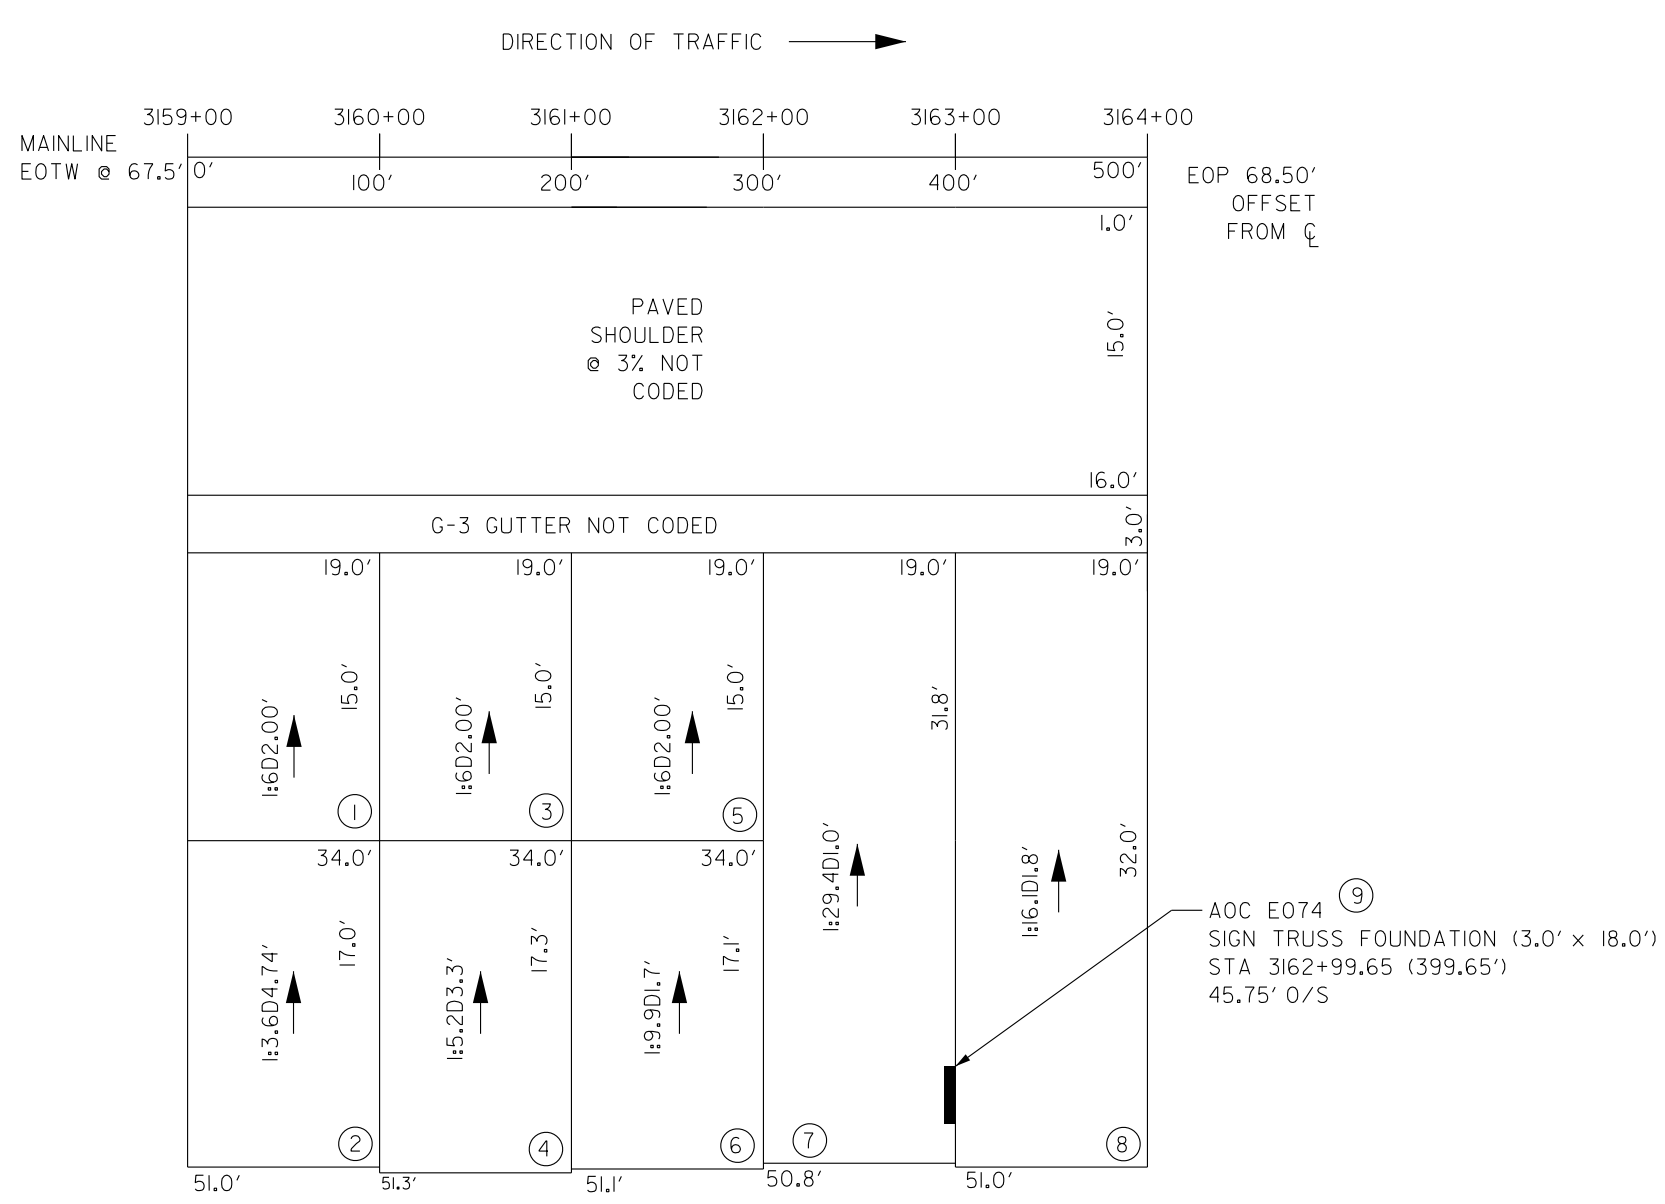 DIRECTION OF TRAFFIC
3159+00 3160+00 3161+00 3162+00 3163+00 3164+00
MAINLINE
EOTW @ 67.5'
0' 100' 200' 300' 400' 500'
EOP 68.50'
OFFSET
FROM ℄
1.0'
PAVED
SHOULDER
@ 3% NOT
CODED
15.0'
16.0'
G-3 GUTTER NOT CODED
3.0'
19.0' 19.0' 19.0' 19.0' 19.0'
1:6D2.00'
15.0'
1
1:6D2.00'
15.0'
3
1:6D2.00'
15.0'
5
31.8'
1:29.4D1.0'
1:16.1D1.8'
32.0'
34.0' 34.0' 34.0'
1:3.6D4.74'
17.0'
2
1:5.2D3.3'
17.3'
4
1:9.9D1.7'
17.1'
6
7
8
AOC E074 9
SIGN TRUSS FOUNDATION (3.0' x 18.0')
STA 3162+99.65 (399.65')
45.75' O/S
51.0' 51.3' 51.1' 50.8' 51.0'